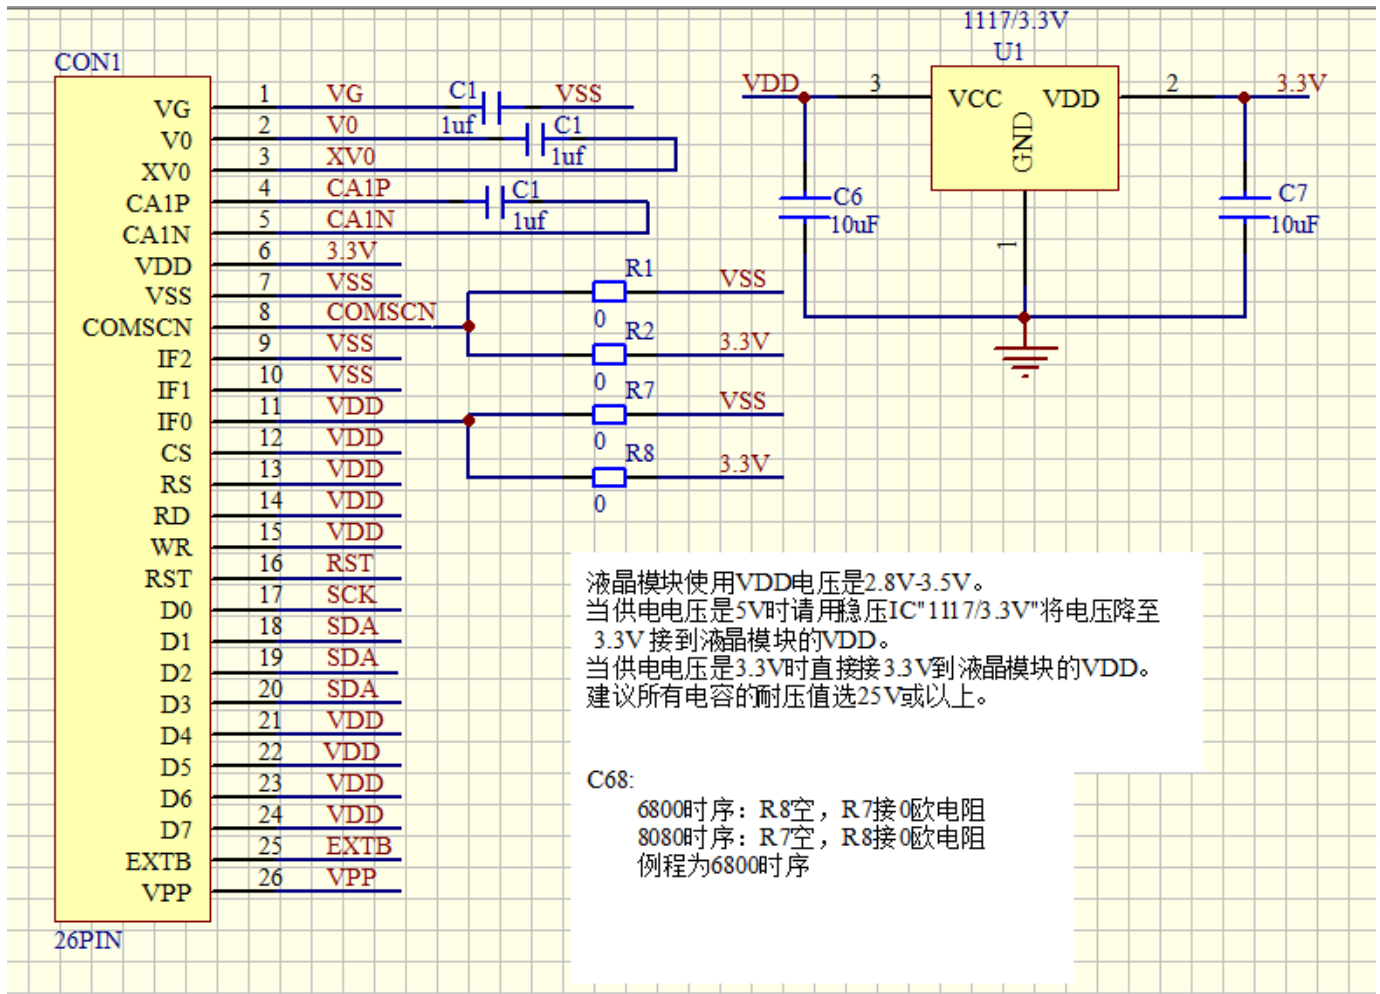 CON1
VG 1 VG C1 1uf VSS
V0 2 V0 C1 1uf
XV0 3 XV0
CA1P 4 CA1P C1 1uf
CA1N 5 CA1N
VDD 6 3.3V
VSS 7 VSS
COMSCN 8 COMSCN
IF2 9 VSS
IF1 10 VSS
IF0 11 VDD
CS 12 VDD
RS 13 VDD
RD 14 VDD
WR 15 VDD
RST 16 RST
D0 17 SCK
D1 18 SDA
D2 19 SDA
D3 20 SDA
D4 21 VDD
D5 22 VDD
D6 23 VDD
D7 24 VDD
EXTB 25 EXTB
VPP 26 VPP
26PIN
R1 0 VSS
R2 0 3.3V
R7 0 VSS
R8 0 3.3V
1117/3.3V
U1
VDD 3 VCC VDD 2 3.3V
GND
1
C6
10uF
C7
10uF
液晶模块使用VDD电压是2.8V-3.5V。
当供电电压是5V时请用稳压IC"1117/3.3V"将电压降至
3.3V 接到液晶模块的VDD。
当供电电压是3.3V时直接接3.3V到液晶模块的VDD。
建议所有电容的耐压值选25V或以上。
C68:
6800时序：R8空，R7接0欧电阻
8080时序：R7空，R8接0欧电阻
例程为6800时序